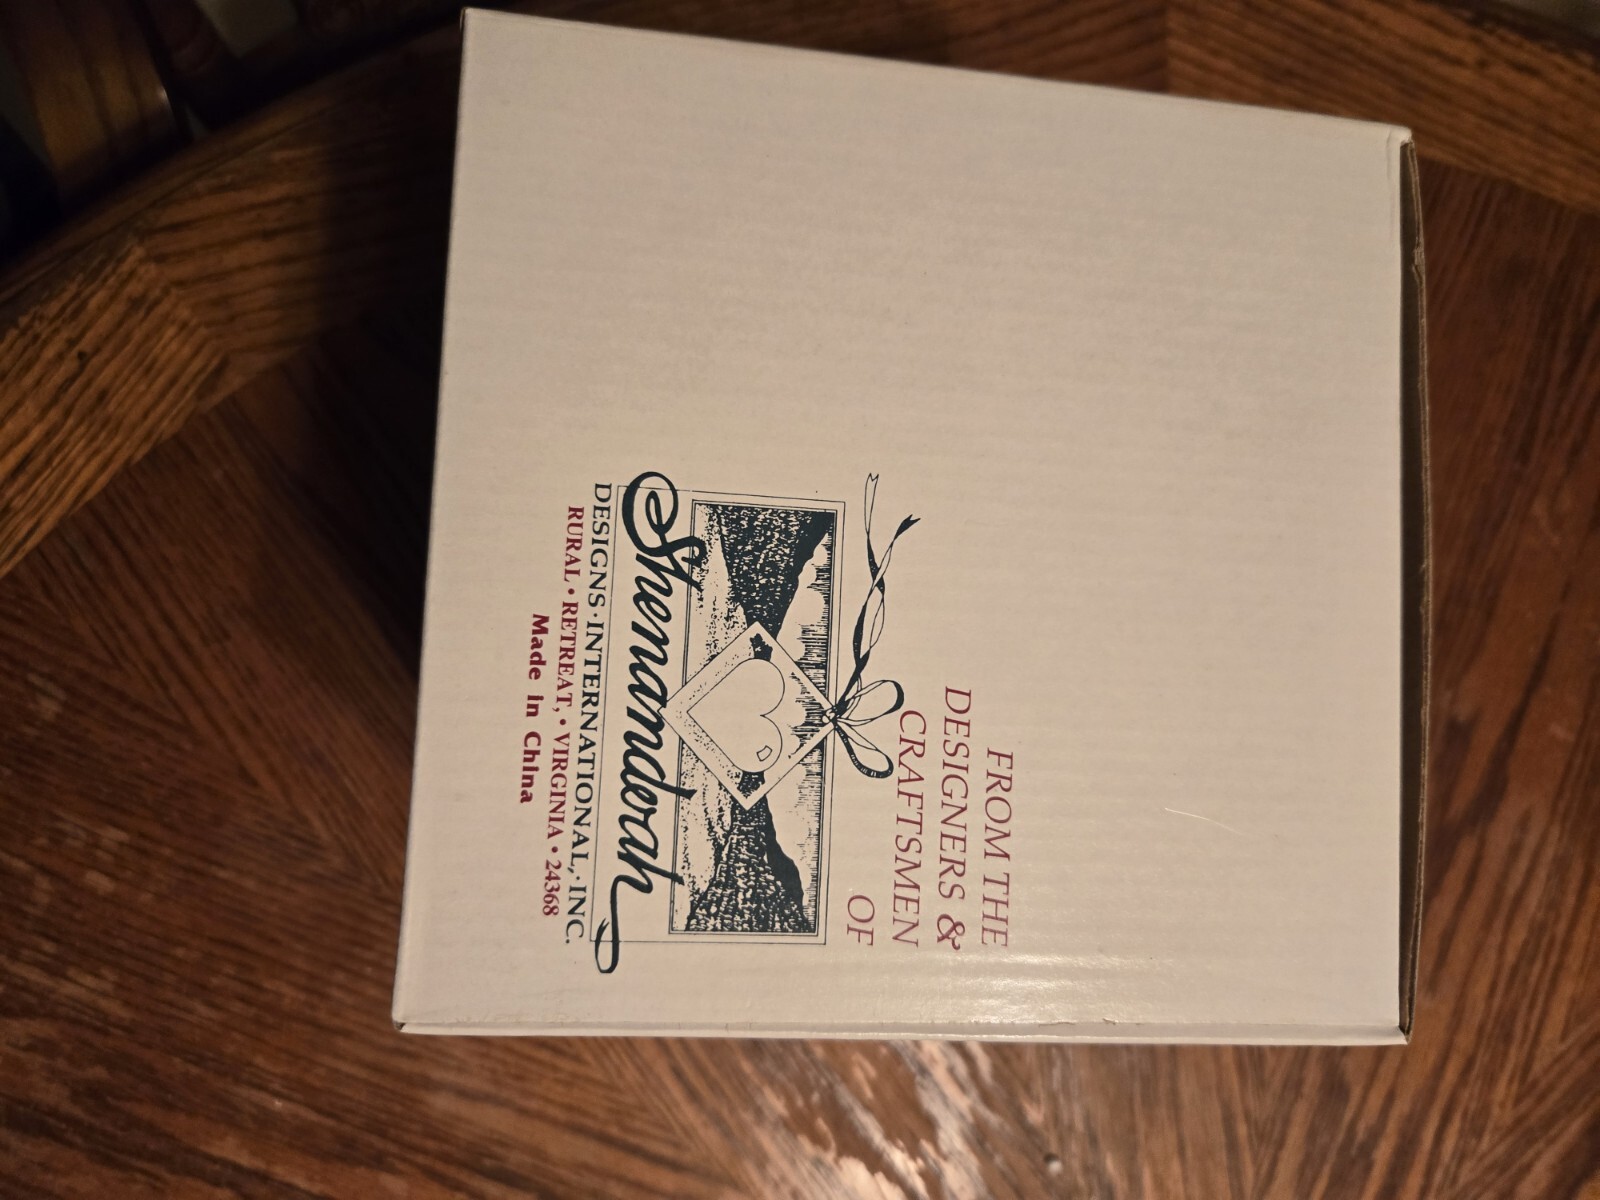 FROM THE
DESIGNERS &
CRAFTSMEN
OF
Shenandoah
DESIGNS·INTERNATIONAL,·INC.
RURAL • RETREAT, • VIRGINIA • 24368
Made in China